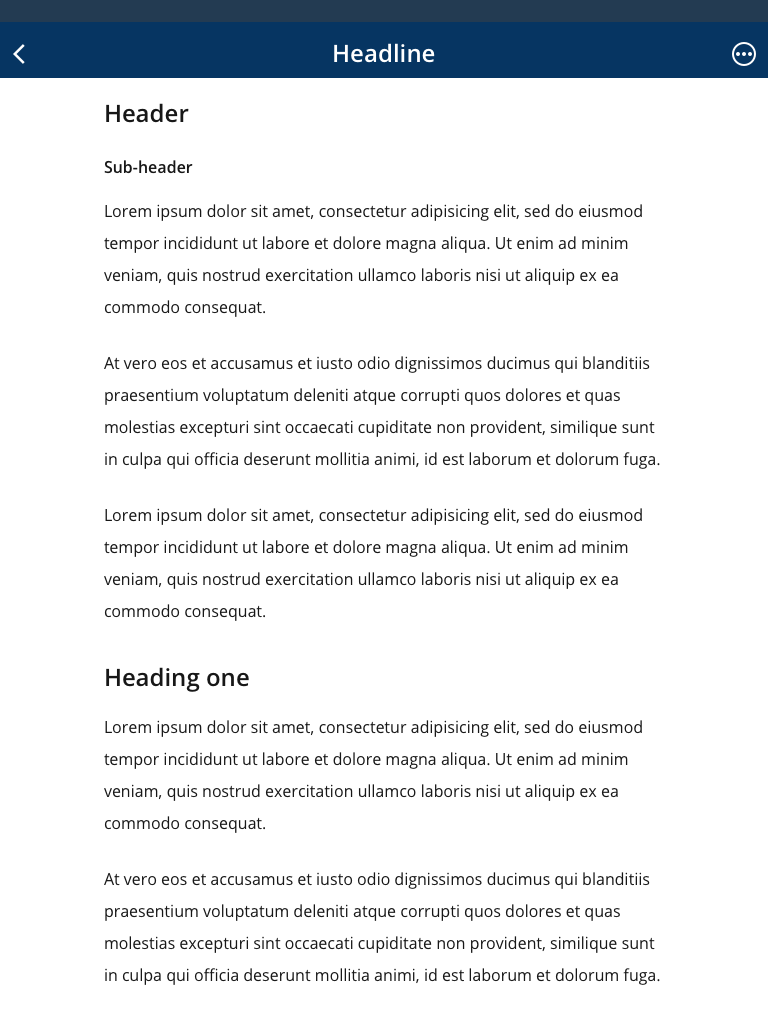 Headline
Header
Sub-header
Lorem ipsum dolor sit amet, consectetur adipisicing elit, sed do eiusmod
tempor incididunt ut labore et dolore magna aliqua. Ut enim ad minim
veniam, quis nostrud exercitation ullamco laboris nisi ut aliquip ex ea
commodo consequat.
At vero eos et accusamus et iusto odio dignissimos ducimus qui blanditiis
praesentium voluptatum deleniti atque corrupti quos dolores et quas
molestias excepturi sint occaecati cupiditate non provident, similique sunt
in culpa qui officia deserunt mollitia animi, id est laborum et dolorum fuga.
Lorem ipsum dolor sit amet, consectetur adipisicing elit, sed do eiusmod
tempor incididunt ut labore et dolore magna aliqua. Ut enim ad minim
veniam, quis nostrud exercitation ullamco laboris nisi ut aliquip ex ea
commodo consequat.
Heading one
Lorem ipsum dolor sit amet, consectetur adipisicing elit, sed do eiusmod
tempor incididunt ut labore et dolore magna aliqua. Ut enim ad minim
veniam, quis nostrud exercitation ullamco laboris nisi ut aliquip ex ea
commodo consequat.
At vero eos et accusamus et iusto odio dignissimos ducimus qui blanditiis
praesentium voluptatum deleniti atque corrupti quos dolores et quas
molestias excepturi sint occaecati cupiditate non provident, similique sunt
in culpa qui officia deserunt mollitia animi, id est laborum et dolorum fuga.